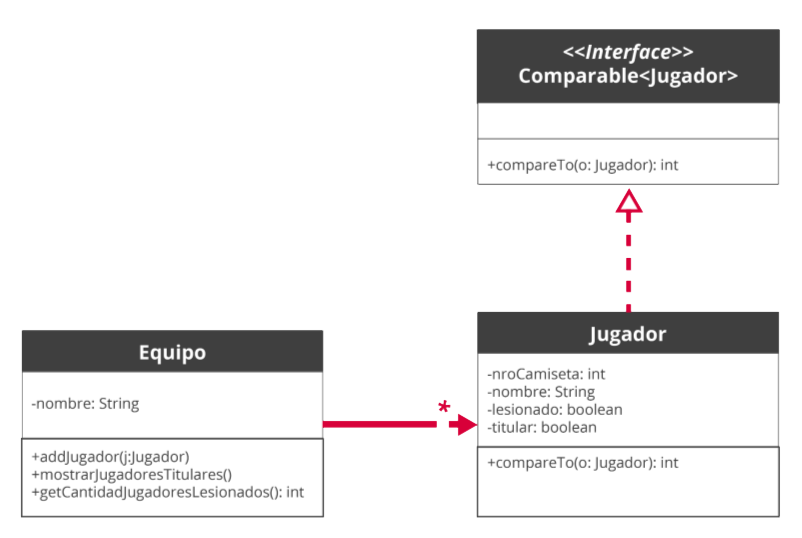 <<Interface>>
Comparable<Jugador>
+compareTo(o: Jugador): int
Equipo
-nombre: String
+addJugador(j:Jugador)
+mostrarJugadoresTitulares()
+getCantidadJugadoresLesionados(): int
*
Jugador
-nroCamiseta: int
-nombre: String
-lesionado: boolean
-titular: boolean
+compareTo(o: Jugador): int